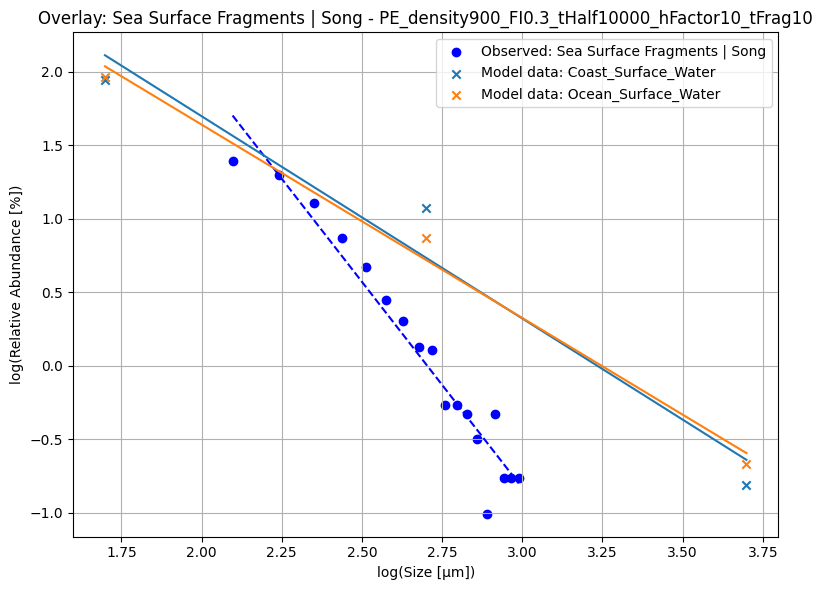 Overlay: Sea Surface Fragments | Song - PE_density900_FI0.3_tHalf10000_hFactor10_tFrag10
Observed: Sea Surface Fragments | Song
Model data: Coast_Surface_Water
Model data: Ocean_Surface_Water
log(Relative Abundance [%])
2.0
1.5
1.0
0.5
0.0
−0.5
−1.0
1.75 2.00 2.25 2.50 2.75 3.00 3.25 3.50 3.75
log(Size [μm])